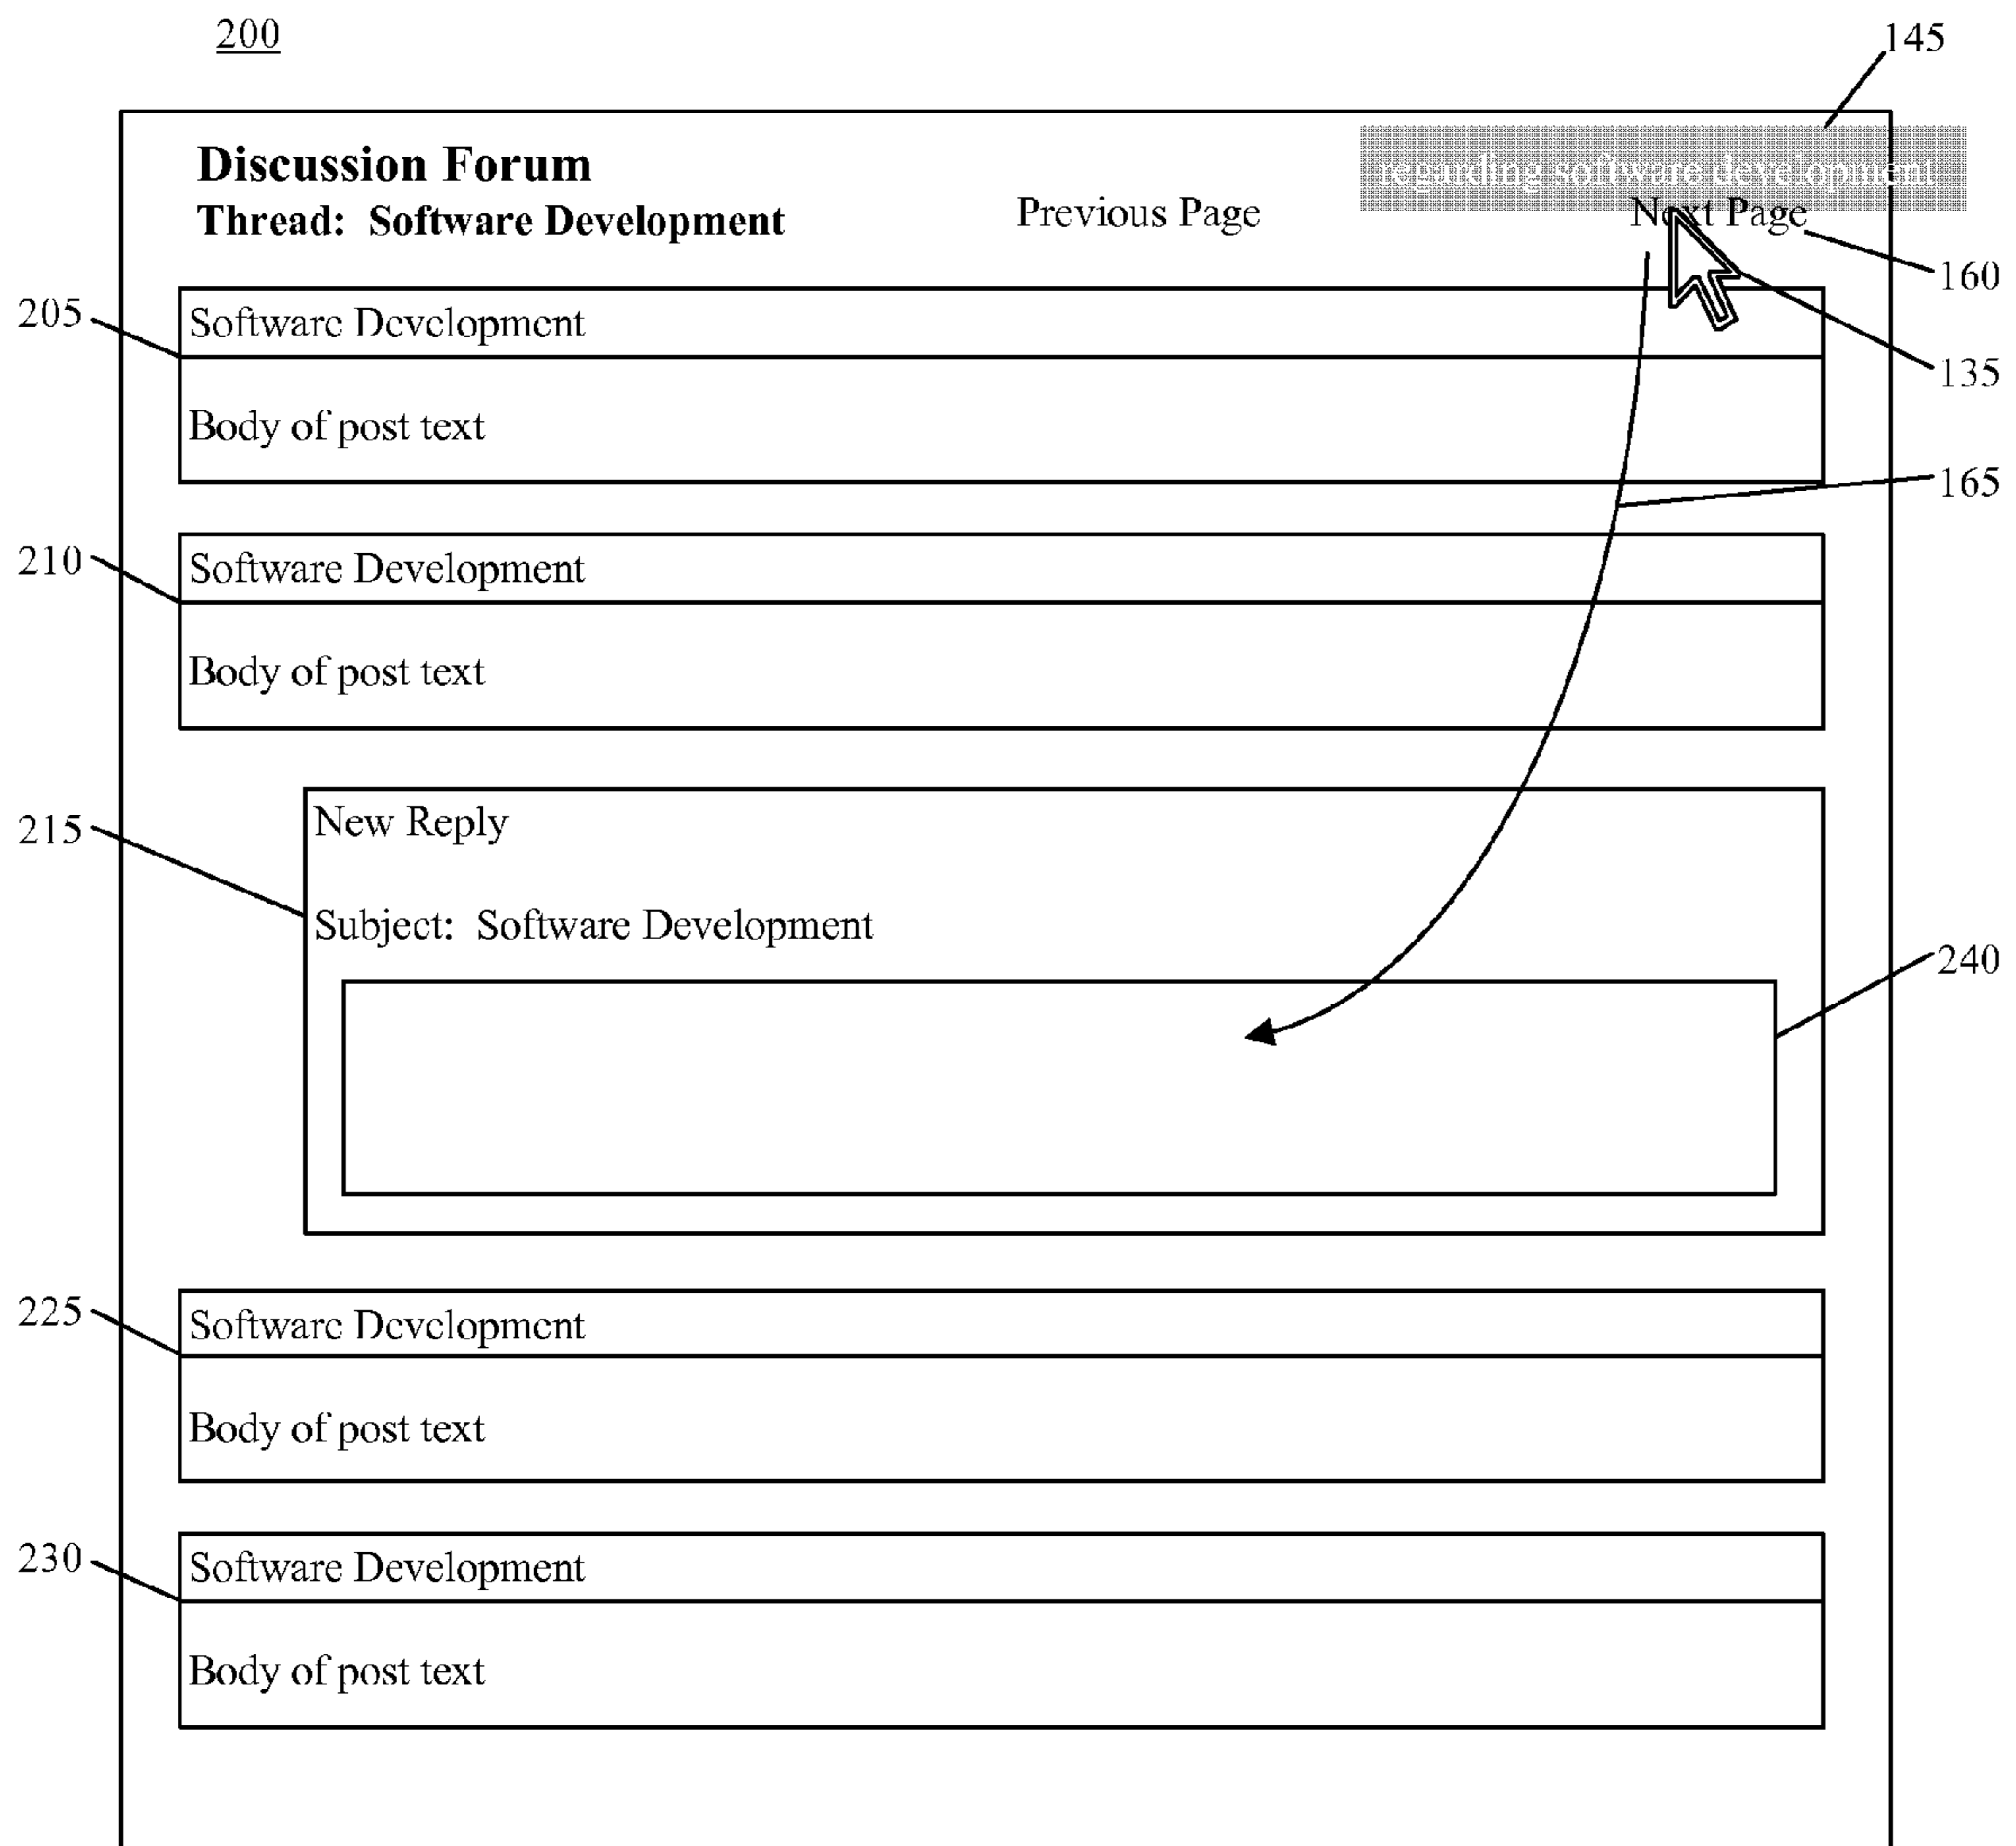 200
145
Discussion Forum
Thread: Software Development
Previous Page
Next Page
160
205
Software Development
135
Body of post text
165
210
Software Development
Body of post text
215
New Reply
Subject: Software Development
240
225
Software Development
Body of post text
230
Software Development
Body of post text